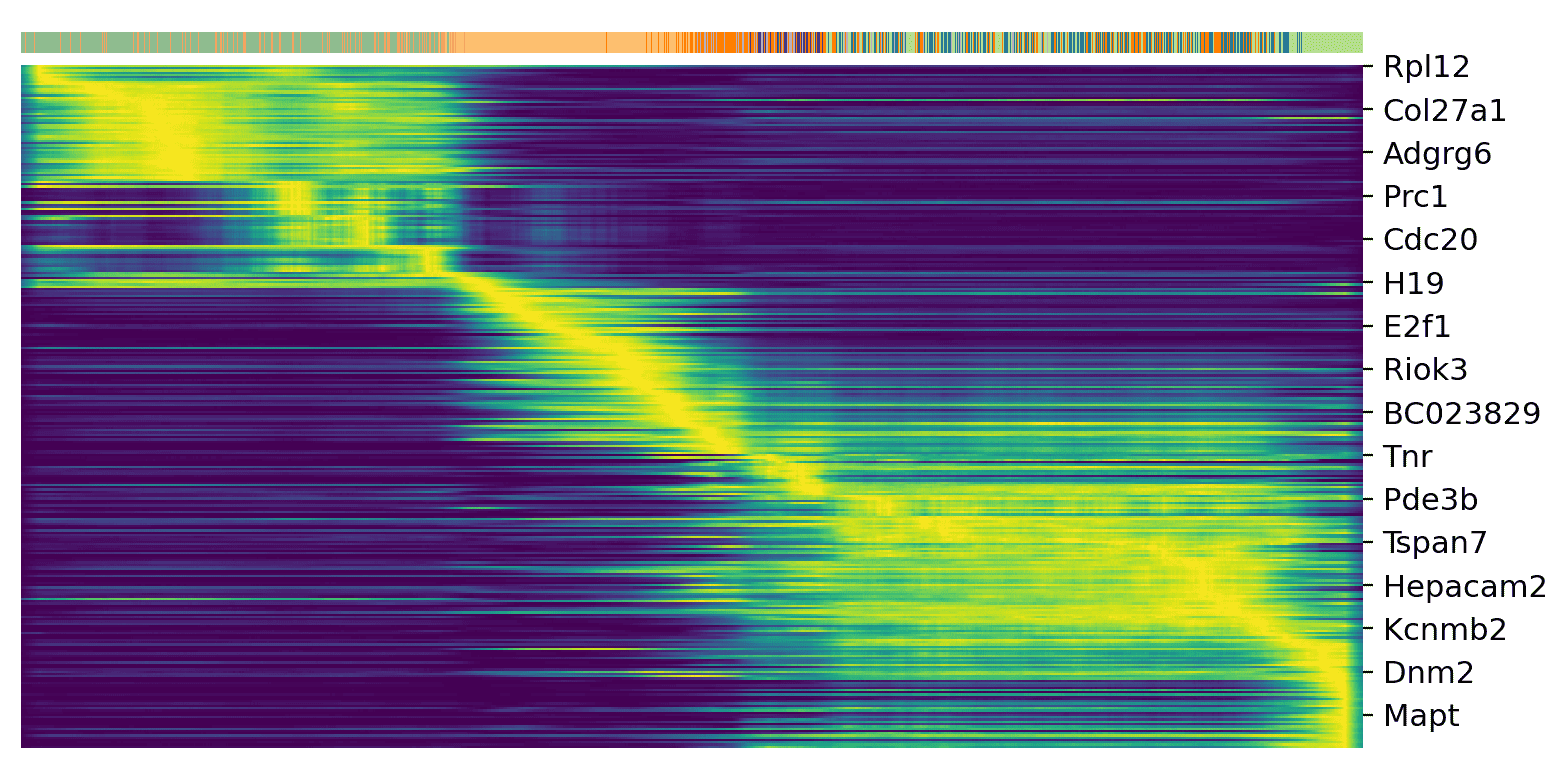 Rpl12
Col27a1
Adgrg6
Prc1
Cdc20
H19
E2f1
Riok3
BC023829
Tnr
Pde3b
Tspan7
Hepacam2
Kcnmb2
Dnm2
Mapt